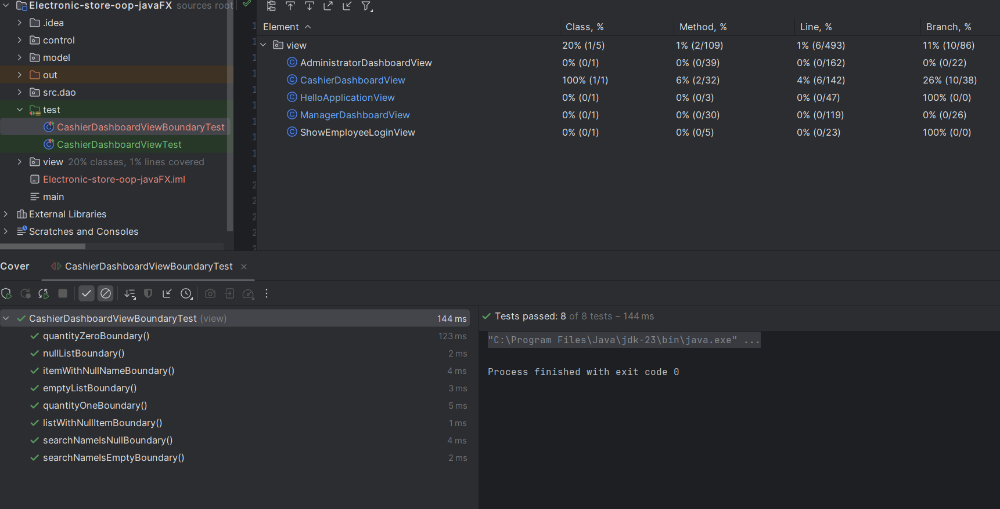 Electronic-store-oop-javaFX sources root
.idea
control
model
out
src.dao
test
CashierDashboardViewBoundaryTest
CashierDashboardViewTest
view 20% classes, 1% lines covered
Electronic-store-oop-javaFX.iml
main
External Libraries
Scratches and Consoles
Element Class, % Method, % Line, % Branch, %
view 20% (1/5) 1% (2/109) 1% (6/493) 11% (10/86)
AdministratorDashboardView 0% (0/1) 0% (0/39) 0% (0/162) 0% (0/22)
CashierDashboardView 100% (1/1) 6% (2/32) 4% (6/142) 26% (10/38)
HelloApplicationView 0% (0/1) 0% (0/3) 0% (0/47) 100% (0/0)
ManagerDashboardView 0% (0/1) 0% (0/30) 0% (0/119) 0% (0/26)
ShowEmployeeLoginView 0% (0/1) 0% (0/5) 0% (0/23) 100% (0/0)
Cover CashierDashboardViewBoundaryTest
CashierDashboardViewBoundaryTest (view) 144 ms
quantityZeroBoundary() 123 ms
nullListBoundary() 2 ms
itemWithNullNameBoundary() 4 ms
emptyListBoundary() 3 ms
quantityOneBoundary() 5 ms
listWithNullItemBoundary() 1 ms
searchNameIsNullBoundary() 4 ms
searchNameIsEmptyBoundary() 2 ms
Tests passed: 8 of 8 tests – 144 ms
"C:\Program Files\Java\jdk-23\bin\java.exe" ...
Process finished with exit code 0